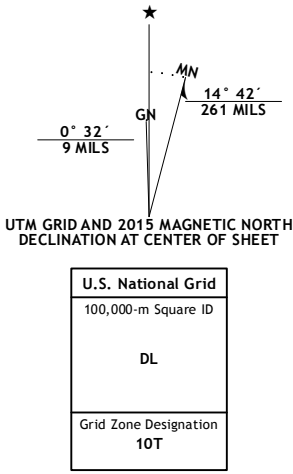 ★
MN
GN
14° 42´
261 MILS
0° 32´
9 MILS
UTM GRID AND 2015 MAGNETIC NORTH
DECLINATION AT CENTER OF SHEET
U.S. National Grid
100,000-m Square ID
DL
Grid Zone Designation
10T